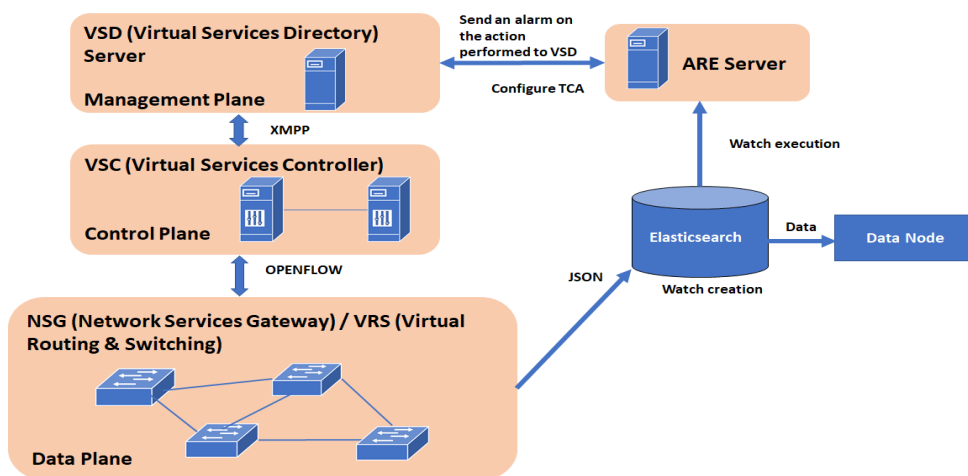 VSD (Virtual Services Directory)
Server
Management Plane
Send an alarm on
the action
performed to VSD
Configure TCA
ARE Server
XMPP
VSC (Virtual Services Controller)
Control Plane
Watch execution
Elasticsearch
Data
Data Node
Watch creation
OPENFLOW
JSON
NSG (Network Services Gateway) / VRS (Virtual
Routing & Switching)
Data Plane